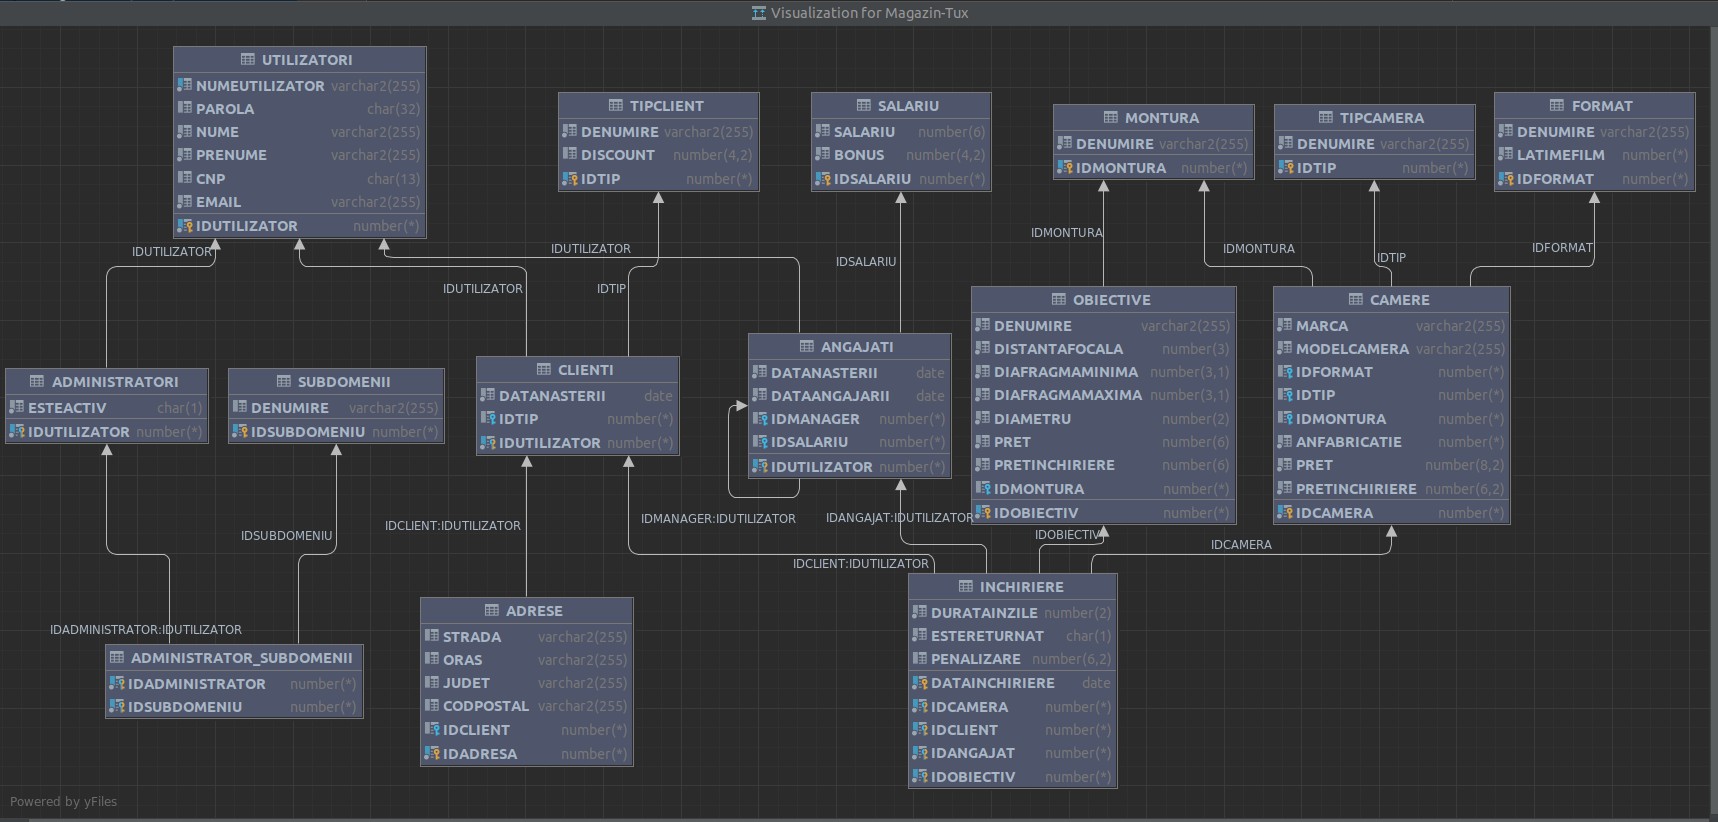 Visualization for Magazin-Tux
UTILIZATORI
NUMEUTILIZATOR varchar2(255)
PAROLA char(32)
NUME varchar2(255)
PRENUME varchar2(255)
CNP char(13)
EMAIL varchar2(255)
IDUTILIZATOR number(*)
TIPCLIENT
DENUMIRE varchar2(255)
DISCOUNT number(4,2)
IDTIP number(*)
SALARIU
SALARIU number(6)
BONUS number(4,2)
IDSALARIU number(*)
MONTURA
DENUMIRE varchar2(255)
IDMONTURA number(*)
TIPCAMERA
DENUMIRE varchar2(255)
IDTIP number(*)
FORMAT
DENUMIRE varchar2(255)
LATIMEFILM number(*)
IDFORMAT number(*)
IDUTILIZATOR
IDUTILIZATOR
IDUTILIZATOR
IDTIP
IDSALARIU
IDMONTURA
IDMONTURA
IDTIP
IDFORMAT
ADMINISTRATORI
ESTEACTIV char(1)
IDUTILIZATOR number(*)
SUBDOMENII
DENUMIRE varchar2(255)
IDSUBDOMENIU number(*)
CLIENTI
DATANASTERII date
IDTIP number(*)
IDUTILIZATOR number(*)
ANGAJATI
DATANASTERII date
DATAANGAJARII date
IDMANAGER number(*)
IDSALARIU number(*)
IDUTILIZATOR number(*)
OBIECTIVE
DENUMIRE varchar2(255)
DISTANTAFOCALA number(3)
DIAFRAGMAMINIMA number(3,1)
DIAFRAGMAMAXIMA number(3,1)
DIAMETRU number(2)
PRET number(6)
PRETINCHIRIERE number(6)
IDMONTURA number(*)
IDOBIECTIV number(*)
CAMERE
MARCA varchar2(255)
MODELCAMERA varchar2(255)
IDFORMAT number(*)
IDTIP number(*)
IDMONTURA number(*)
ANFABRICATIE number(*)
PRET number(8,2)
PRETINCHIRIERE number(6,2)
IDCAMERA number(*)
IDSUBDOMENIU
IDCLIENT:IDUTILIZATOR
IDMANAGER:IDUTILIZATOR
IDANGAJAT:IDUTILIZATOR
IDOBIECTIV
IDCAMERA
IDCLIENT:IDUTILIZATOR
IDADMINISTRATOR:IDUTILIZATOR
ADMINISTRATOR_SUBDOMENII
IDADMINISTRATOR number(*)
IDSUBDOMENIU number(*)
ADRESE
STRADA varchar2(255)
ORAS varchar2(255)
JUDET varchar2(255)
CODPOSTAL varchar2(255)
IDCLIENT number(*)
IDADRESA number(*)
INCHIRIERE
DURATAINZILE number(2)
ESTERETURNAT char(1)
PENALIZARE number(6,2)
DATAINCHIRIERE date
IDCAMERA number(*)
IDCLIENT number(*)
IDANGAJAT number(*)
IDOBIECTIV number(*)
Powered by yFiles